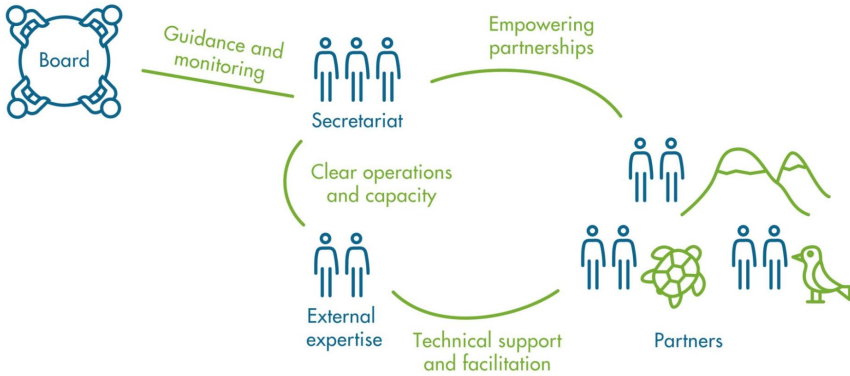 Board
Guidance and
monitoring
Secretariat
Empowering
partnerships
Clear operations
and capacity
External
expertise
Technical support
and facilitation
Partners